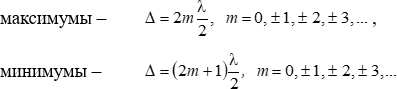 максимумы – Δ = 2m λ/2, m = 0, ±1, ± 2, ± 3,... ,
минимумы – Δ = (2m +1) λ/2, m = 0, ±1, ± 2, ± 3,...